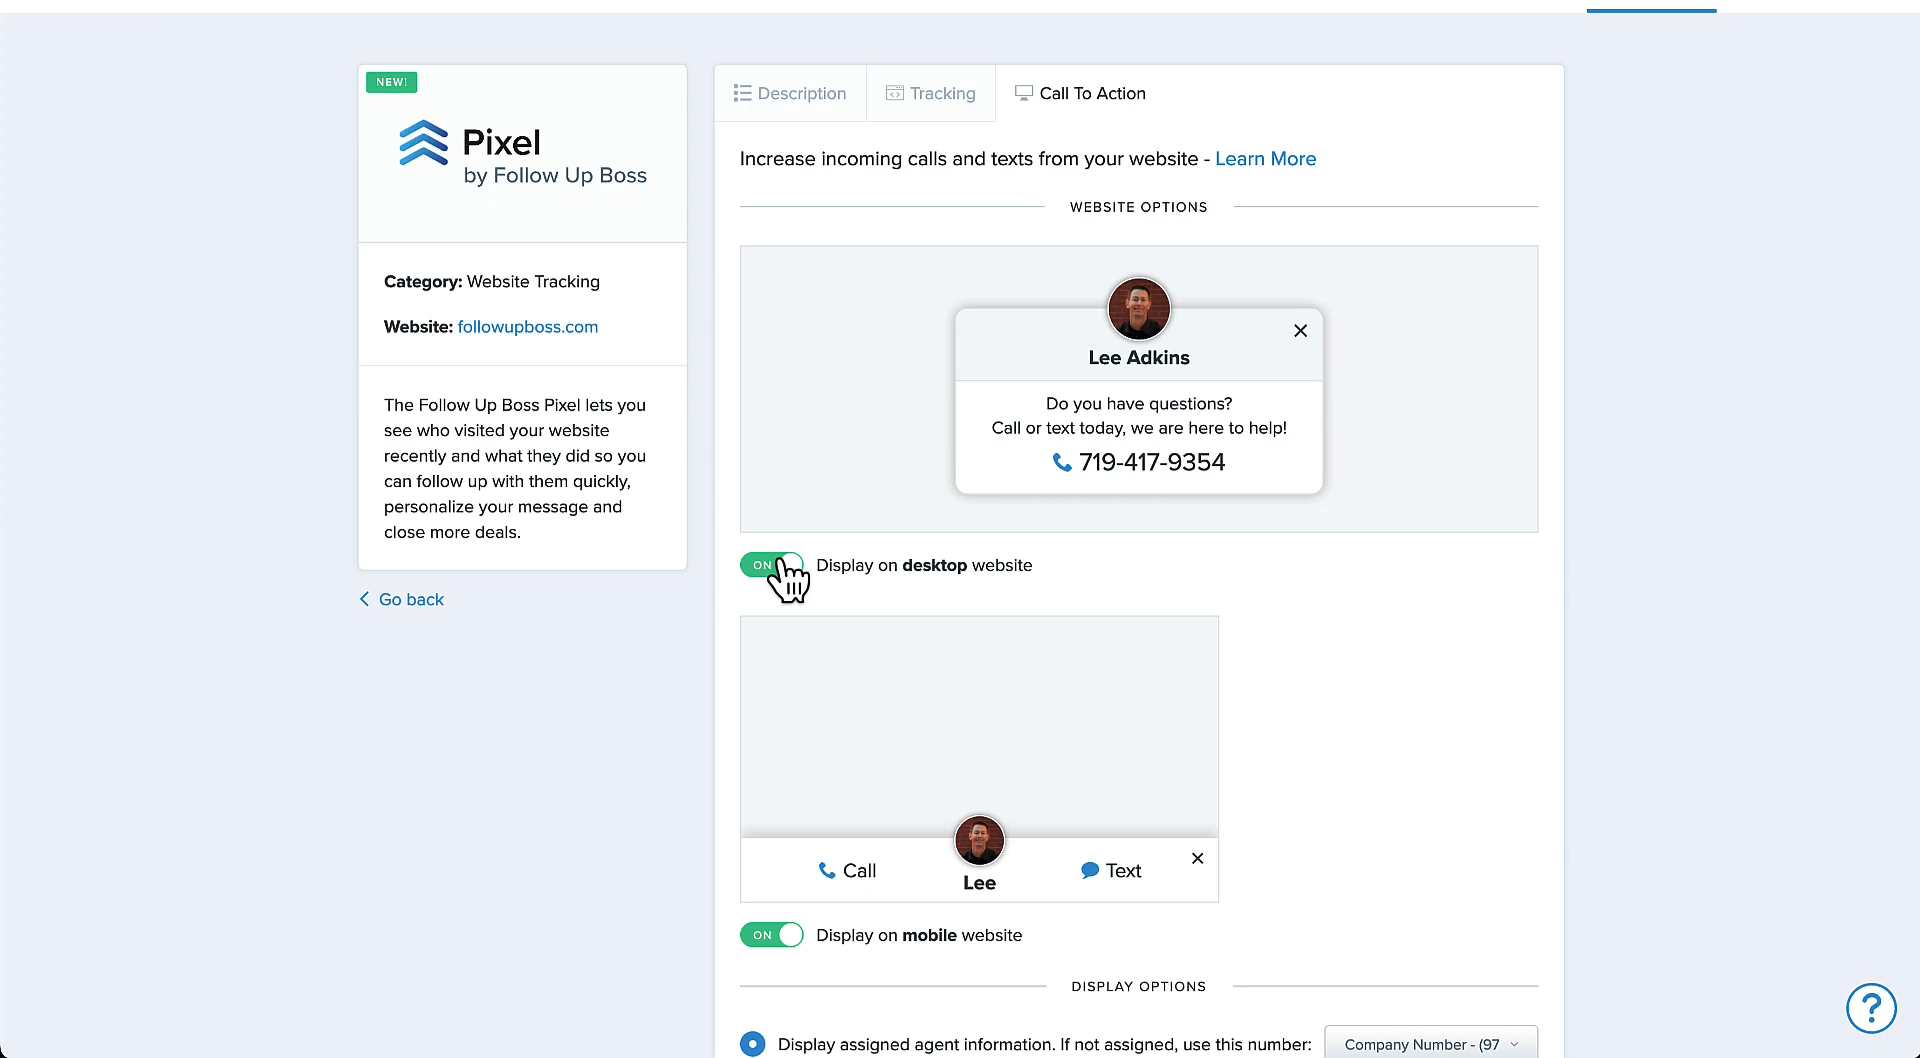 NEW!
Pixel
by Follow Up Boss
Category: Website Tracking
Website: followupboss.com
The Follow Up Boss Pixel lets you
see who visited your website
recently and what they did so you
can follow up with them quickly,
personalize your message and
close more deals.
Go back
Description
Tracking
Call To Action
Increase incoming calls and texts from your website - Learn More
WEBSITE OPTIONS
Lee Adkins
Do you have questions?
Call or text today, we are here to help!
719-417-9354
ON Display on desktop website
Call
Lee
Text
ON Display on mobile website
DISPLAY OPTIONS
Display assigned agent information. If not assigned, use this number: Company Number - (97
?